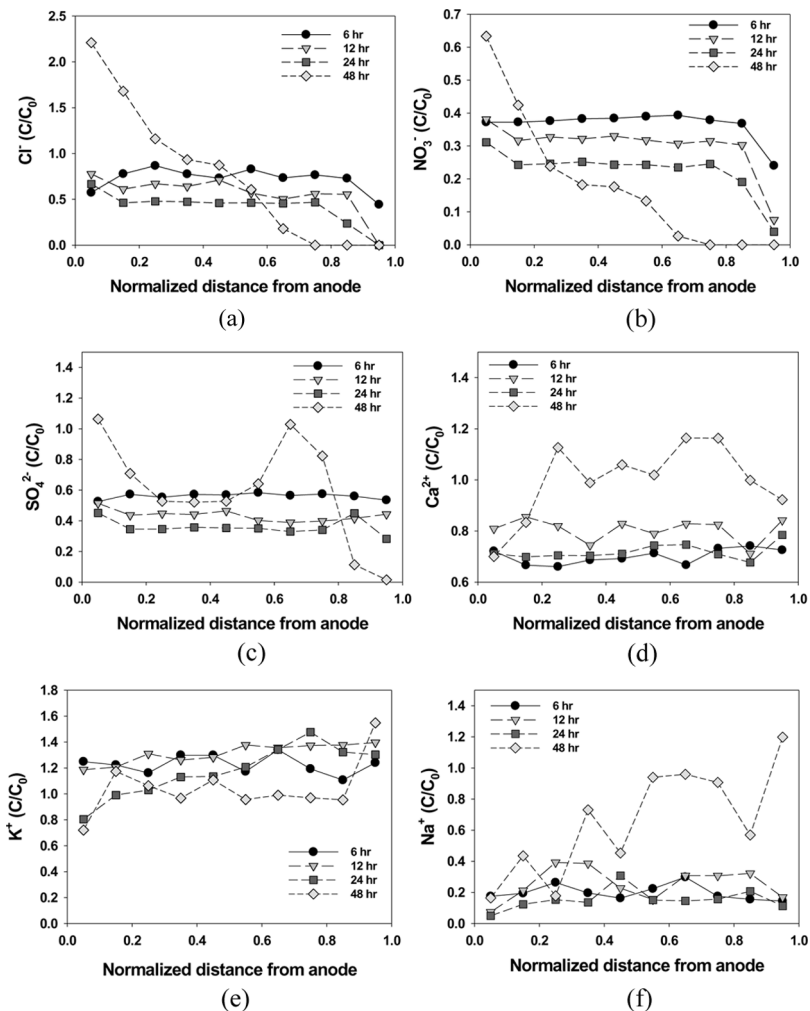 Cl⁻ (C/C₀)
2.5
2.0
1.5
1.0
0.5
0.0
6 hr
12 hr
24 hr
48 hr
0.0 0.2 0.4 0.6 0.8 1.0
Normalized distance from anode
(a)
NO₃⁻ (C/C₀)
0.7
0.6
0.5
0.4
0.3
0.2
0.1
0.0
6 hr
12 hr
24 hr
48 hr
0.0 0.2 0.4 0.6 0.8 1.0
Normalized distance from anode
(b)
SO₄²⁻ (C/C₀)
1.4
1.2
1.0
0.8
0.6
0.4
0.2
0.0
6 hr
12 hr
24 hr
48 hr
0.0 0.2 0.4 0.6 0.8 1.0
Normalized distance from anode
(c)
Ca²⁺ (C/C₀)
1.4
1.2
1.0
0.8
0.6
6 hr
12 hr
24 hr
48 hr
0.0 0.2 0.4 0.6 0.8 1.0
Normalized distance from anode
(d)
K⁺ (C/C₀)
1.8
1.6
1.4
1.2
1.0
0.8
0.6
0.4
0.2
0.0
6 hr
12 hr
24 hr
48 hr
0.0 0.2 0.4 0.6 0.8 1.0
Normalized distance from anode
(e)
Na⁺ (C/C₀)
1.4
1.2
1.0
0.8
0.6
0.4
0.2
0.0
6 hr
12 hr
24 hr
48 hr
0.0 0.2 0.4 0.6 0.8 1.0
Normalized distance from anode
(f)